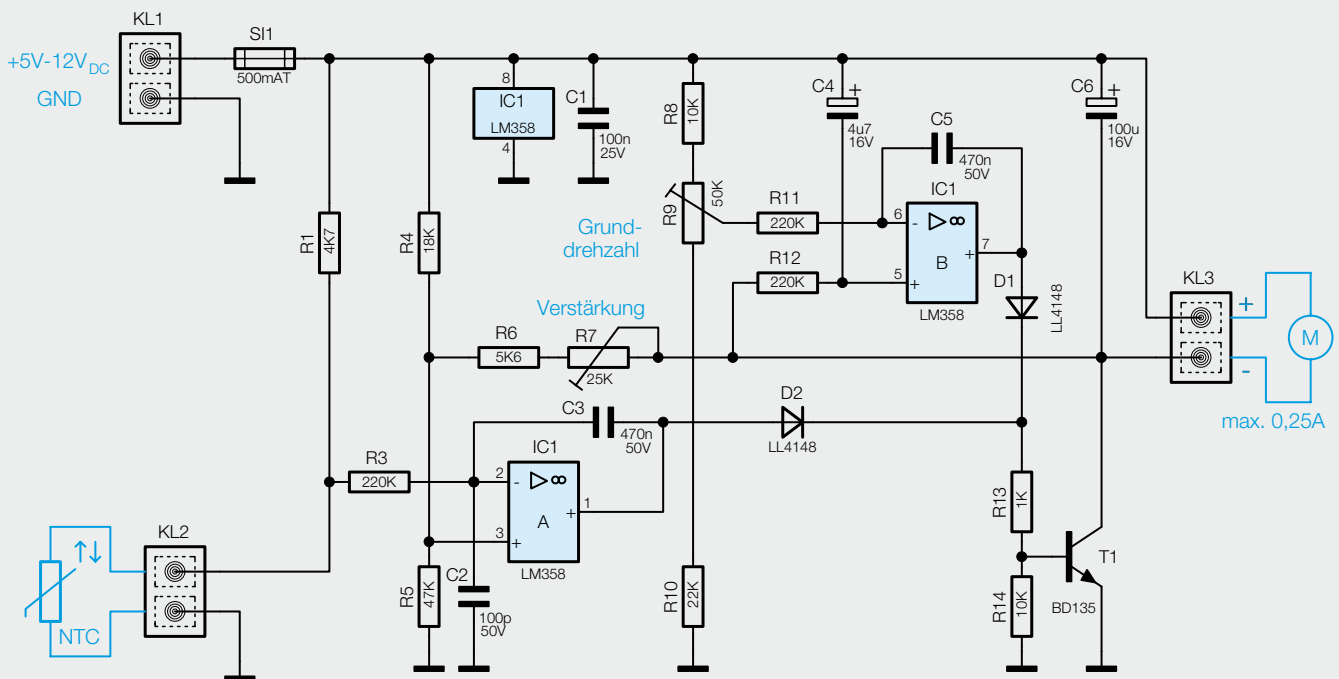 KL1
SI1
500mAT
+5V-12V DC
GND
8
IC1
LM358
4
C1
100n
25V
R8
10K
C4
+
4u7
16V
C5
470n
50V
C6
+
100u
16V
R1
4K7
R4
18K
R9
50K
Grund-
drehzahl
R11
220K
R12
220K
IC1
6
-
▷∞
7
+
B
5
+
LM358
D1
LL4148
KL3
+
M
-
max. 0,25A
Verstärkung
R6
5K6
R7
25K
C3
470n
50V
D2
LL4148
R3
220K
IC1
2
-
▷∞
1
+
A
3
+
LM358
R13
1K
T1
BD135
KL2
↑↓
NTC
R5
47K
C2
100p
50V
R10
22K
R14
10K